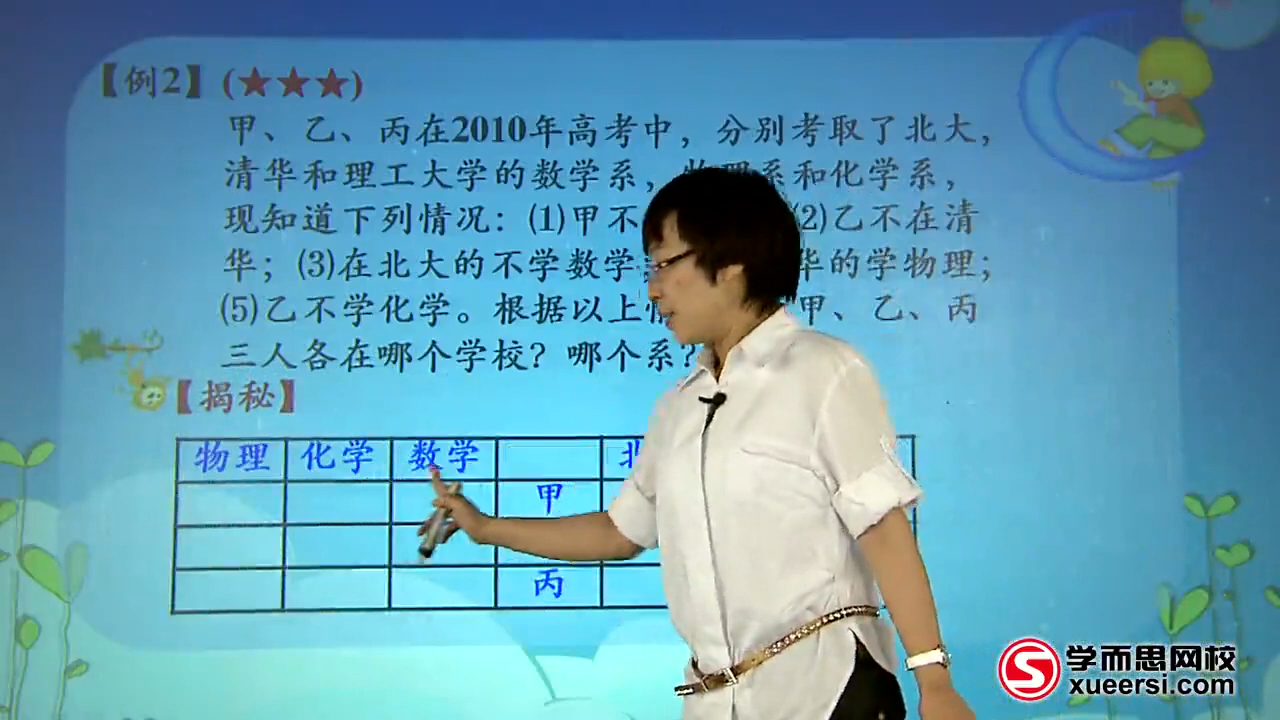 【例2】(★★★)
甲、乙、丙在2010年高考中，分别考取了北大，
清华和理工大学的数学系，物理系和化学系，
现知道下列情况：(1)甲不 (2)乙不在清
华；(3)在北大的不学数学 华的学物理；
(5)乙不学化学。根据以上情 甲、乙、丙
三人各在哪个学校？哪个系？
【揭秘】
物理 化学 数学 北
甲
丙
学而思网校
xueersi.com